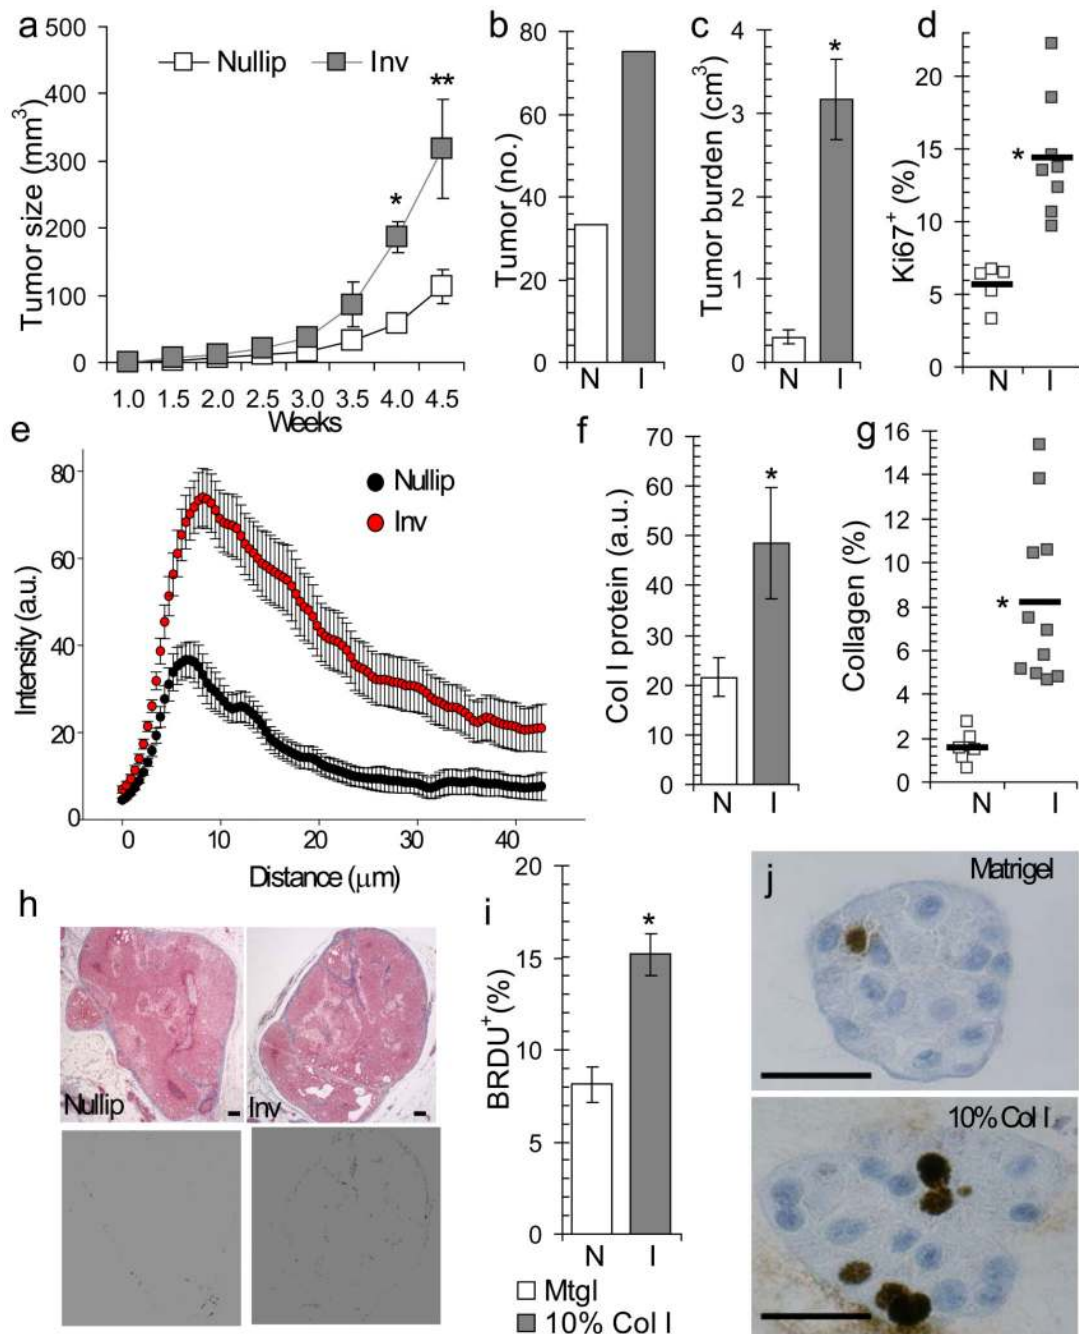 a
500
400
300
200
100
0
Tumor size (mm³)
Nullip
Inv
*
**
1.0 1.5 2.0 2.5 3.0 3.5 4.0 4.5
Weeks
b
80
60
40
20
0
Tumor (no.)
N I
c
4
3
2
1
0
Tumor burden (cm³)
*
N I
d
20
15
10
5
0
Ki67⁺ (%)
*
N I
e
80
60
40
20
0
Intensity (a.u.)
Nullip
Inv
0 10 20 30 40
Distance (μm)
f
70
60
50
40
30
20
10
0
Col I protein (a.u.)
*
N I
g
16
14
12
10
8
6
4
2
0
Collagen (%)
*
N I
h
Nullip
Inv
i
20
15
10
5
0
BRDU⁺(%)
*
N I
Mtgl
10% Col I
j
Matrigel
10% Col I